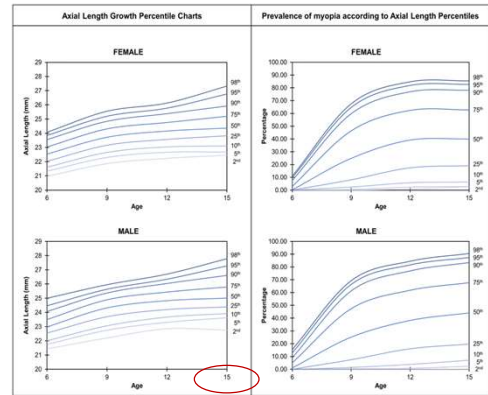 Axial Length Growth Percentile Charts
Prevalence of myopia according to Axial Length Percentiles
FEMALE
Axial Length (mm)
29
28
27
26
25
24
23
22
21
20
6
9
12
15
Age
98th
95th
90th
75th
50th
25th
10th
5th
2nd
FEMALE
Percentage
100.00
90.00
80.00
70.00
60.00
50.00
40.00
30.00
20.00
10.00
0.00
6
9
12
15
Age
98th
95th
90th
75th
50th
25th
10th
5th
2nd
MALE
Axial Length (mm)
29
28
27
26
25
24
23
22
21
20
6
9
12
15
Age
98th
95th
90th
75th
50th
25th
10th
5th
2nd
MALE
Percentage
100.00
90.00
80.00
70.00
60.00
50.00
40.00
30.00
20.00
10.00
0.00
6
9
12
15
Age
98th
95th
90th
75th
50th
25th
10th
5th
2nd